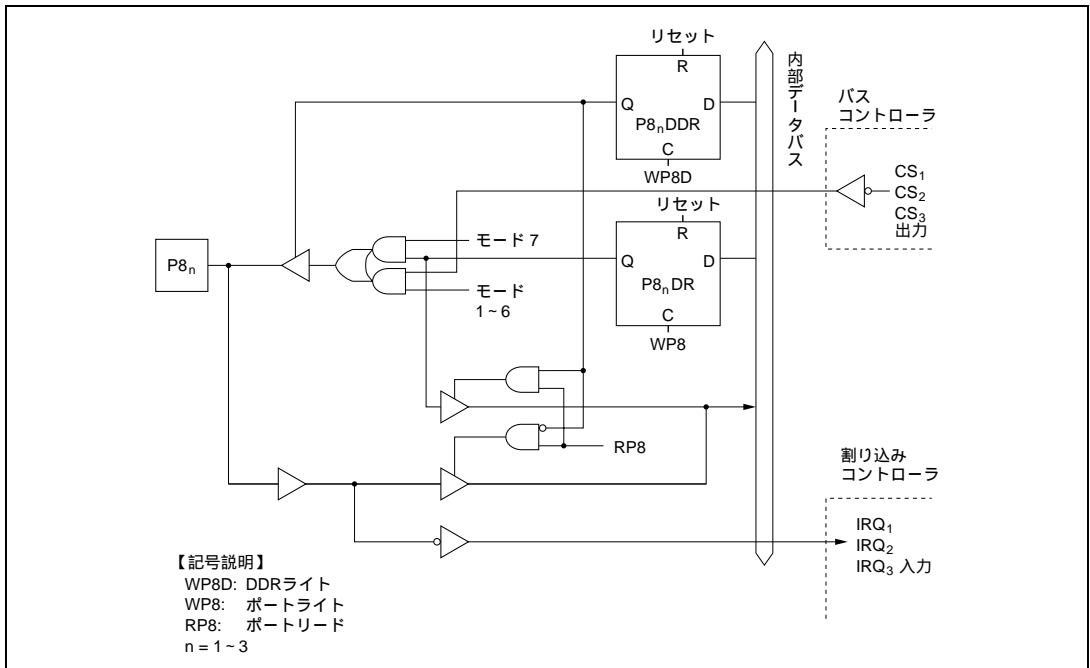 リセット
R
Q
D
P8nDDR
C
WP8D
内部データバス
バス
コントローラ
CS1
CS2
CS3
出力
リセット
R
Q
D
P8nDR
C
WP8
P8n
モード 7
モード
1~6
RP8
割り込み
コントローラ
IRQ1
IRQ2
IRQ3 入力
【記号説明】
WP8D: DDRライト
WP8: ポートライト
RP8: ポートリード
n = 1~3